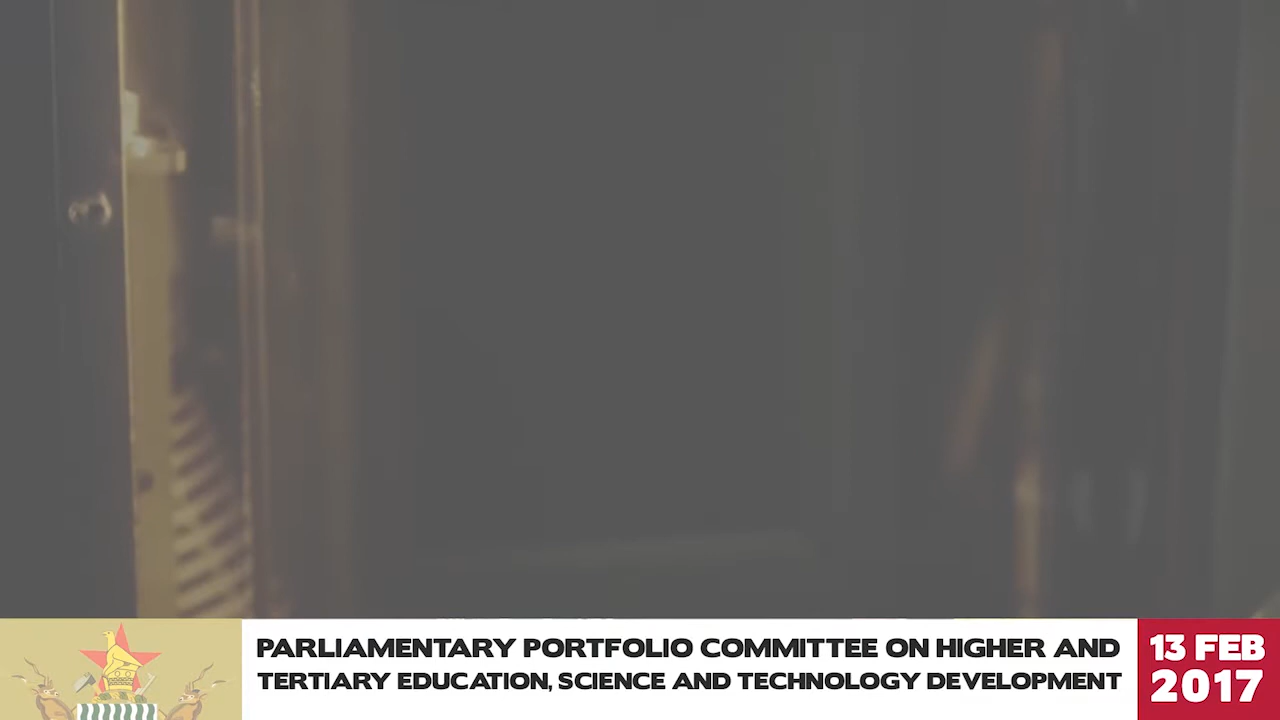 PARLIAMENTARY PORTFOLIO COMMITTEE ON HIGHER AND
TERTIARY EDUCATION, SCIENCE AND TECHNOLOGY DEVELOPMENT
13 FEB
2017